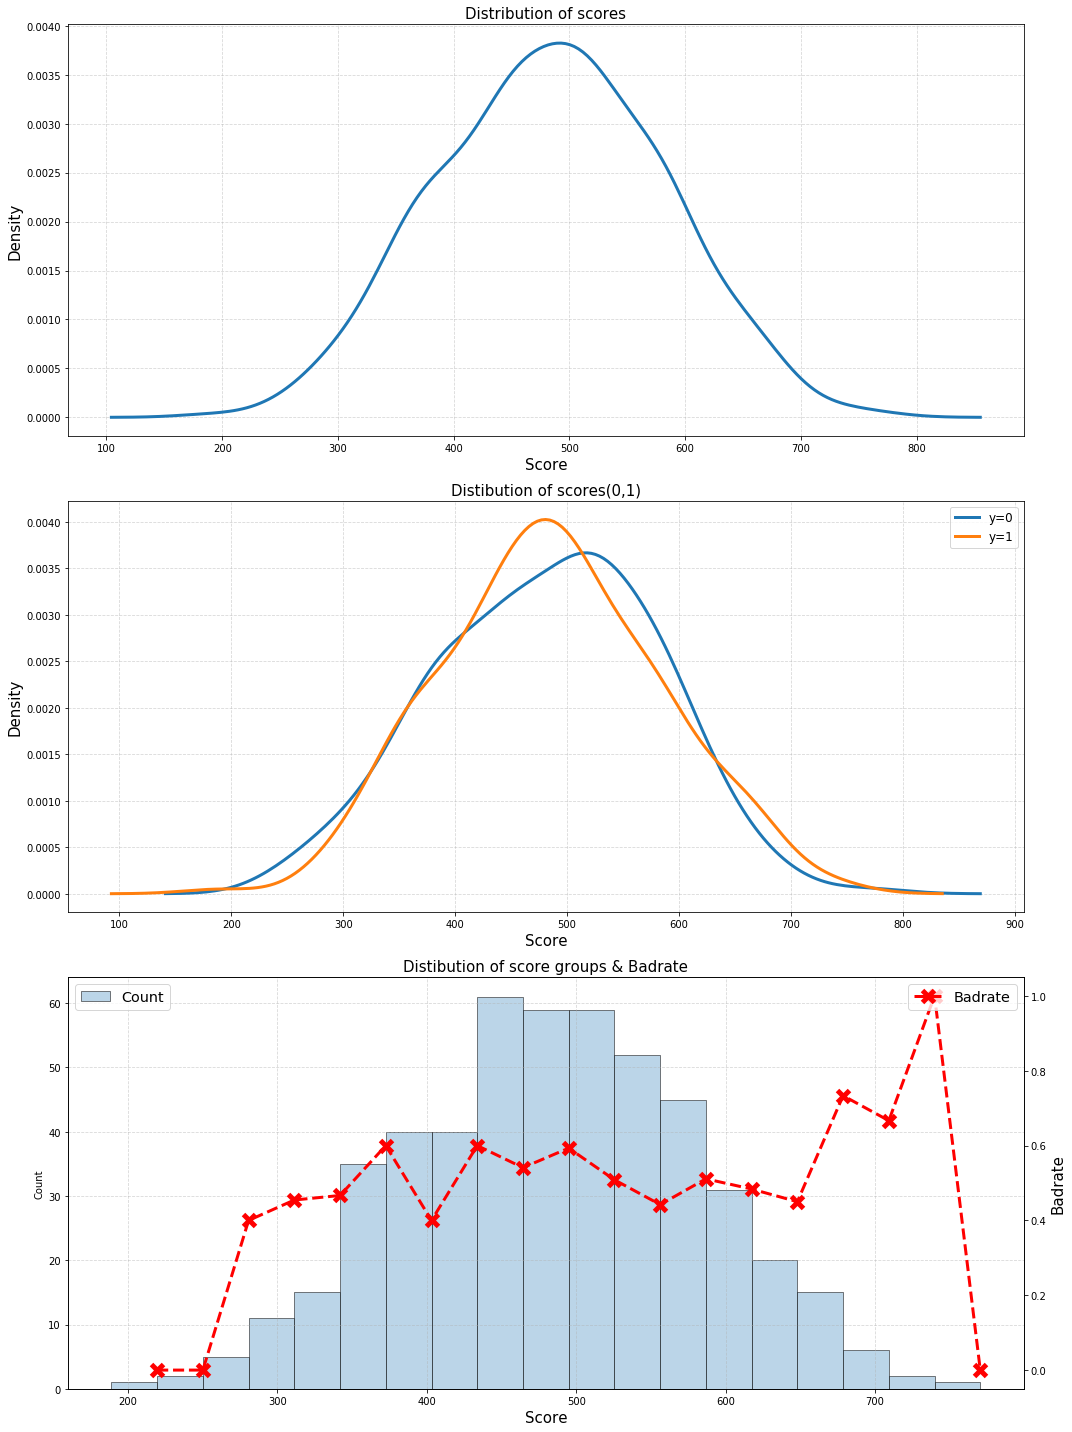 Distribution of scores
0.0040
0.0035
0.0030
0.0025
0.0020
0.0015
0.0010
0.0005
0.0000
Density
100 200 300 400 500 600 700 800
Score
Distibution of scores(0,1)
y=0
y=1
0.0040
0.0035
0.0030
0.0025
0.0020
0.0015
0.0010
0.0005
0.0000
Density
100 200 300 400 500 600 700 800 900
Score
Distibution of score groups & Badrate
Count
Badrate
60
50
40
30
20
10
0
Count
1.0
0.8
0.6
0.4
0.2
0.0
Badrate
200 300 400 500 600 700
Score